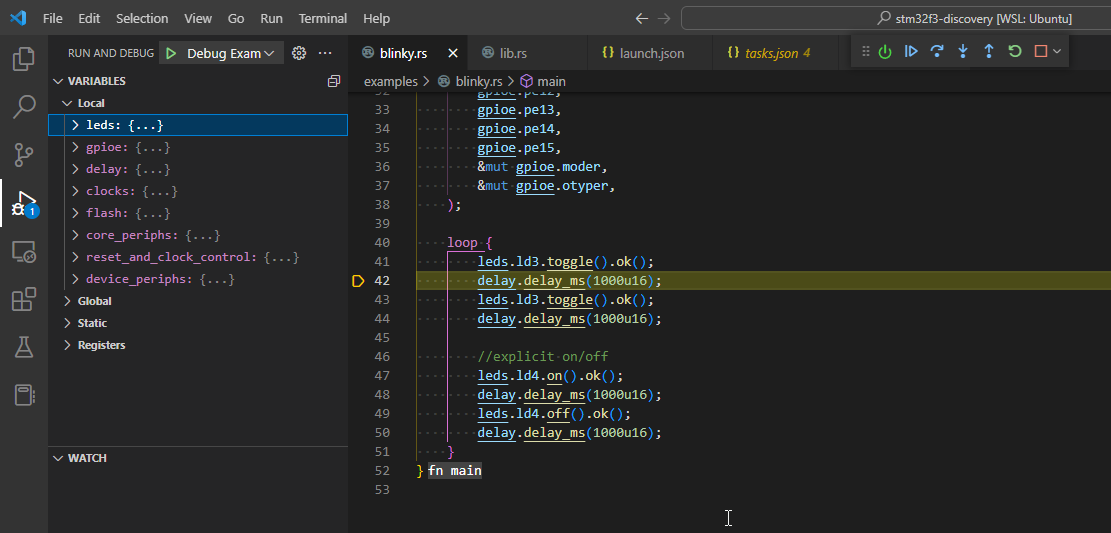 File Edit Selection View Go Run Terminal Help
stm32f3-discovery [WSL: Ubuntu]
RUN AND DEBUG Debug Exam
blinky.rs lib.rs launch.json tasks.json 4
examples > blinky.rs > main
VARIABLES
Local
leds: {...}
gpioe: {...}
delay: {...}
clocks: {...}
flash: {...}
core_periphs: {...}
reset_and_clock_control: {...}
device_periphs: {...}
Global
Static
Registers
WATCH
1
32 gpioe.pe12,
33 gpioe.pe13,
34 gpioe.pe14,
35 gpioe.pe15,
36 &mut gpioe.moder,
37 &mut gpioe.otyper,
38 );
39
40 loop {
41 leds.ld3.toggle().ok();
42 delay.delay_ms(1000u16);
43 leds.ld3.toggle().ok();
44 delay.delay_ms(1000u16);
45
46 //explicit on/off
47 leds.ld4.on().ok();
48 delay.delay_ms(1000u16);
49 leds.ld4.off().ok();
50 delay.delay_ms(1000u16);
51 }
52 } fn main
53